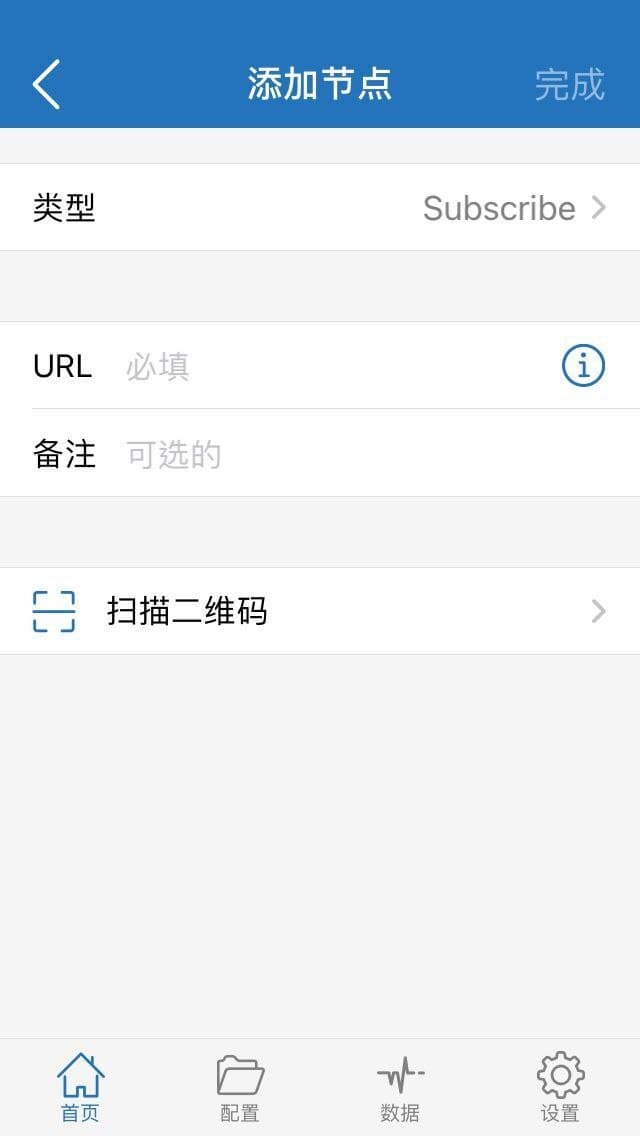 添加节点
完成
类型
Subscribe
URL 必填
备注 可选的
扫描二维码
首页 配置 数据 设置